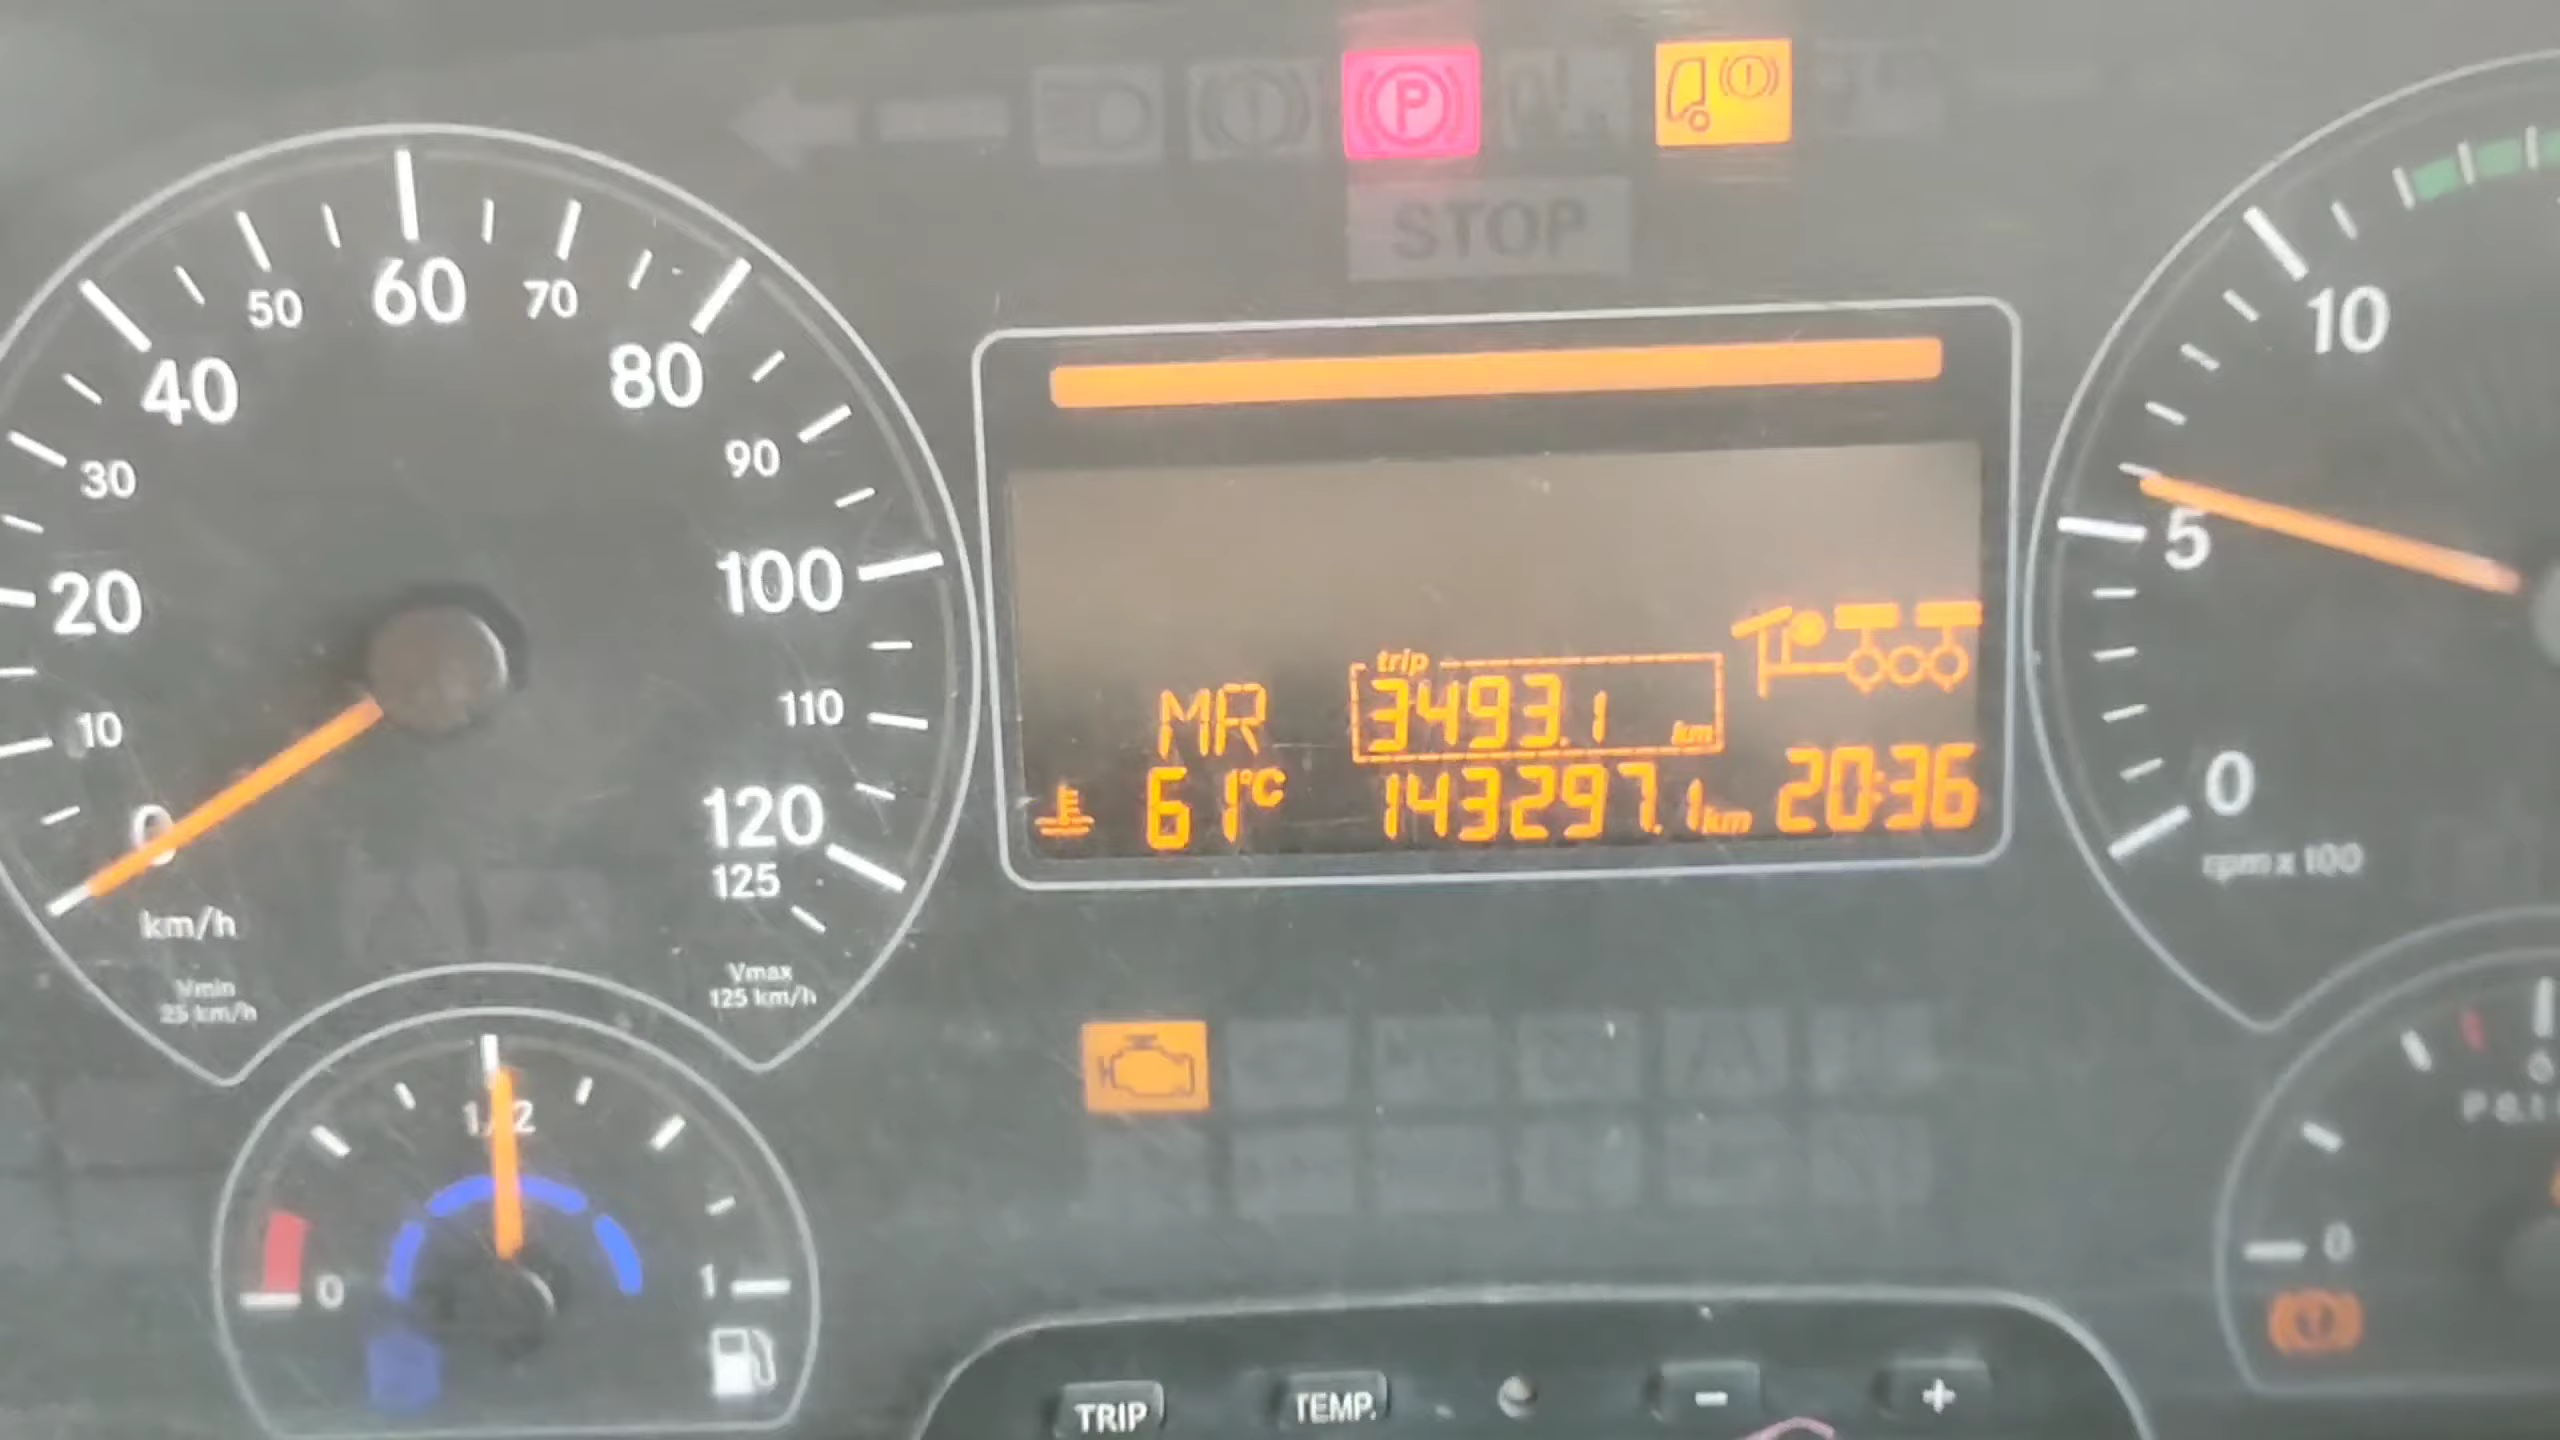 P
STOP
50 60 70
40 80
30 90
20 100
10 110
0 120
125
km/h
Vmin
25 km/h
Vmax
125 km/h
trip
MR 3493.1 km
61°C 143297.1 km 20:36
10
5
0
rpm x 100
1/2
0 1
0
TRIP TEMP. - +